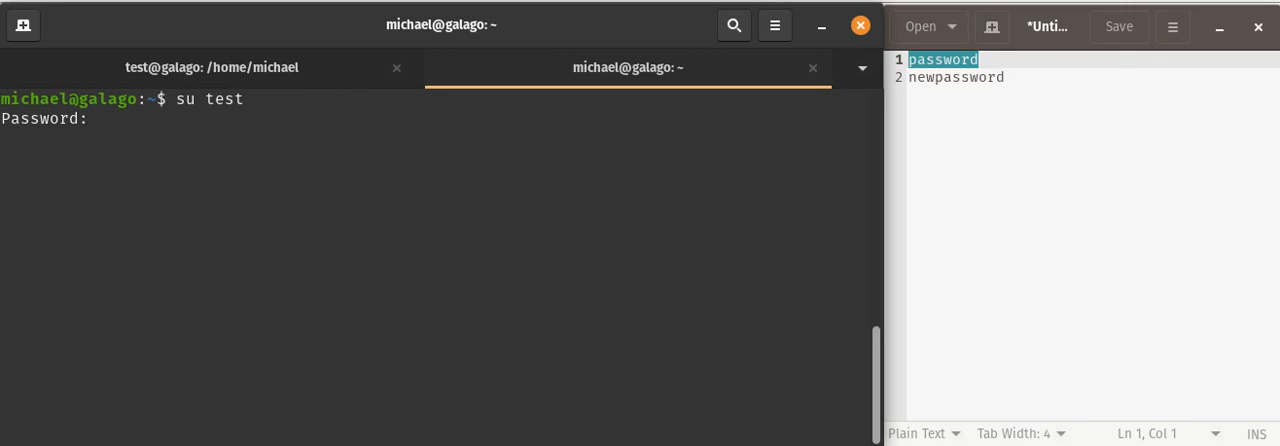 michael@galago: ~
test@galago: /home/michael
michael@galago: ~
michael@galago:~$ su test
Password:
Open
*Unti...
Save
1 password
2 newpassword
Plain Text
Tab Width: 4
Ln 1, Col 1
INS